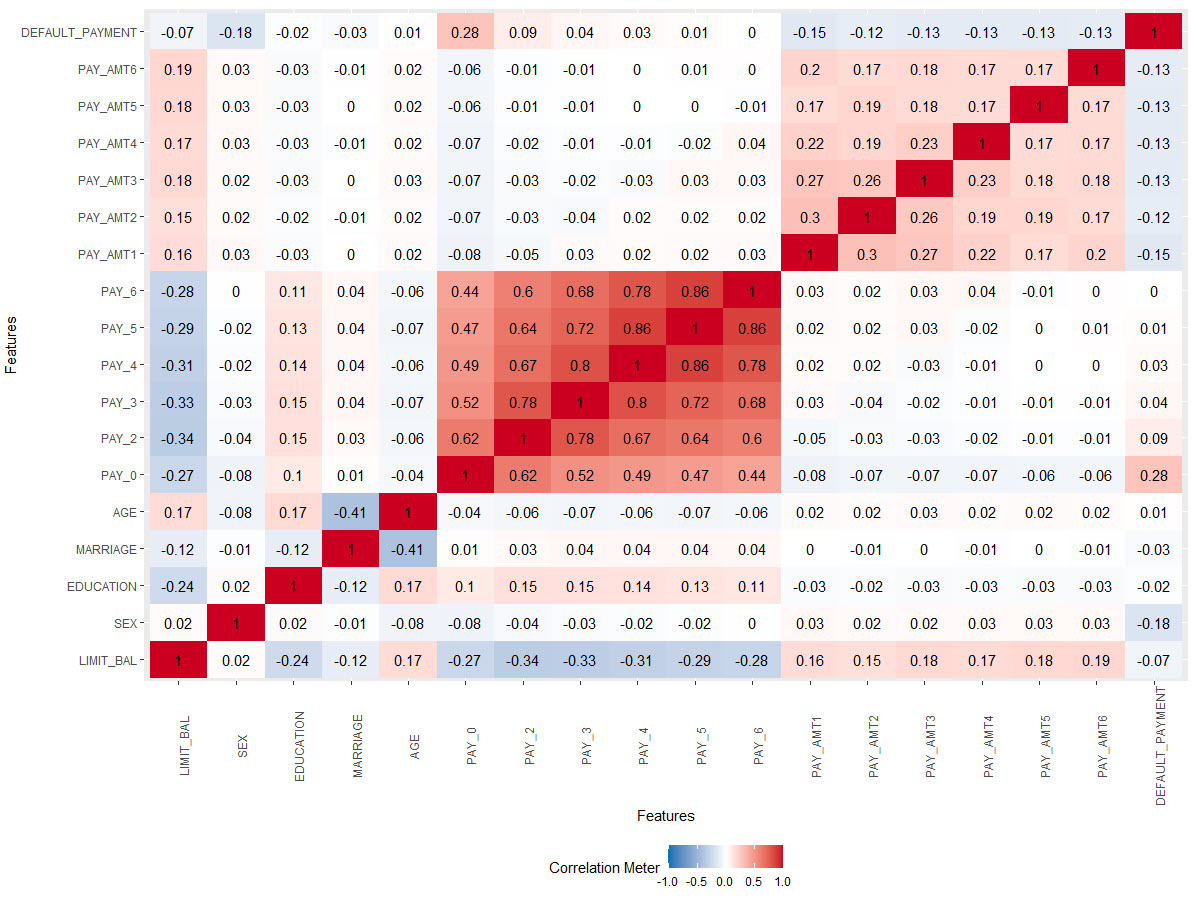 DEFAULT_PAYMENT -0.07 -0.18 -0.02 -0.03 0.01 0.28 0.09 0.04 0.03 0.01 0 -0.15 -0.12 -0.13 -0.13 -0.13 -0.13 1
PAY_AMT6 0.19 0.03 -0.03 -0.01 0.02 -0.06 -0.01 -0.01 0 0.01 0 0.2 0.17 0.18 0.17 0.17 1 -0.13
PAY_AMT5 0.18 0.03 -0.03 0 0.02 -0.06 -0.01 -0.01 0 0 -0.01 0.17 0.19 0.18 0.17 1 0.17 -0.13
PAY_AMT4 0.17 0.03 -0.03 -0.01 0.02 -0.07 -0.02 -0.01 -0.01 -0.02 0.04 0.22 0.19 0.23 1 0.17 0.17 -0.13
PAY_AMT3 0.18 0.02 -0.03 0 0.03 -0.07 -0.03 -0.02 -0.03 0.03 0.03 0.27 0.26 1 0.23 0.18 0.18 -0.13
PAY_AMT2 0.15 0.02 -0.02 -0.01 0.02 -0.07 -0.03 -0.04 0.02 0.02 0.02 0.3 1 0.26 0.19 0.19 0.17 -0.12
PAY_AMT1 0.16 0.03 -0.03 0 0.02 -0.08 -0.05 0.03 0.02 0.02 0.03 1 0.3 0.27 0.22 0.17 0.2 -0.15
PAY_6 -0.28 0 0.11 0.04 -0.06 0.44 0.6 0.68 0.78 0.86 1 0.03 0.02 0.03 0.04 -0.01 0 0
PAY_5 -0.29 -0.02 0.13 0.04 -0.07 0.47 0.64 0.72 0.86 1 0.86 0.02 0.02 0.03 -0.02 0 0.01 0.01
PAY_4 -0.31 -0.02 0.14 0.04 -0.06 0.49 0.67 0.8 1 0.86 0.78 0.02 0.02 -0.03 -0.01 0 0 0.03
PAY_3 -0.33 -0.03 0.15 0.04 -0.07 0.52 0.78 1 0.8 0.72 0.68 0.03 -0.04 -0.02 -0.01 -0.01 -0.01 0.04
PAY_2 -0.34 -0.04 0.15 0.03 -0.06 0.62 1 0.78 0.67 0.64 0.6 -0.05 -0.03 -0.03 -0.02 -0.01 -0.01 0.09
PAY_0 -0.27 -0.08 0.1 0.01 -0.04 1 0.62 0.52 0.49 0.47 0.44 -0.08 -0.07 -0.07 -0.07 -0.06 -0.06 0.28
AGE 0.17 -0.08 0.17 -0.41 1 -0.04 -0.06 -0.07 -0.06 -0.07 -0.06 0.02 0.02 0.03 0.02 0.02 0.02 0.01
MARRIAGE -0.12 -0.01 -0.12 1 -0.41 0.01 0.03 0.04 0.04 0.04 0.04 0 -0.01 0 -0.01 0 -0.01 -0.03
EDUCATION -0.24 0.02 1 -0.12 0.17 0.1 0.15 0.15 0.14 0.13 0.11 -0.03 -0.02 -0.03 -0.03 -0.03 -0.03 -0.02
SEX 0.02 1 0.02 -0.01 -0.08 -0.08 -0.04 -0.03 -0.02 -0.02 0 0.03 0.02 0.02 0.03 0.03 0.03 -0.18
LIMIT_BAL 1 0.02 -0.24 -0.12 0.17 -0.27 -0.34 -0.33 -0.31 -0.29 -0.28 0.16 0.15 0.18 0.17 0.18 0.19 -0.07
Features
LIMIT_BAL SEX EDUCATION MARRIAGE AGE PAY_0 PAY_2 PAY_3 PAY_4 PAY_5 PAY_6 PAY_AMT1 PAY_AMT2 PAY_AMT3 PAY_AMT4 PAY_AMT5 PAY_AMT6 DEFAULT_PAYMENT
Features
Correlation Meter
-1.0 -0.5 0.0 0.5 1.0